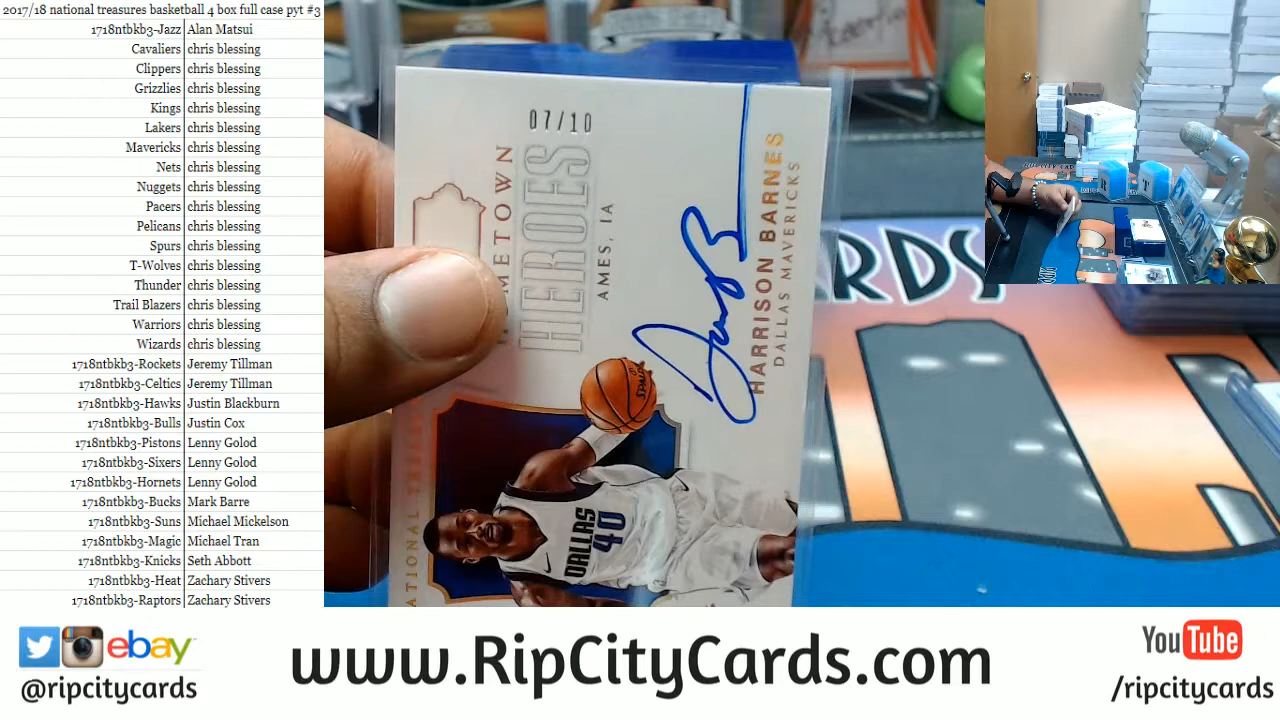 2017/18 national treasures basketball 4 box full case pyt #3
1718ntbkb3-Jazz Alan Matsui
Cavaliers chris blessing
Clippers chris blessing
Grizzlies chris blessing
Kings chris blessing
Lakers chris blessing
Mavericks chris blessing
Nets chris blessing
Nuggets chris blessing
Pacers chris blessing
Pelicans chris blessing
Spurs chris blessing
T-Wolves chris blessing
Thunder chris blessing
Trail Blazers chris blessing
Warriors chris blessing
Wizards chris blessing
1718ntbkb3-Rockets Jeremy Tillman
1718ntbkb3-Celtics Jeremy Tillman
1718ntbkb3-Hawks Justin Blackburn
1718ntbkb3-Bulls Justin Cox
1718ntbkb3-Pistons Lenny Golod
1718ntbkb3-Sixers Lenny Golod
1718ntbkb3-Hornets Lenny Golod
1718ntbkb3-Bucks Mark Barre
1718ntbkb3-Suns Michael Mickelson
1718ntbkb3-Magic Michael Tran
1718ntbkb3-Knicks Seth Abbott
1718ntbkb3-Heat Zachary Stivers
1718ntbkb3-Raptors Zachary Stivers
07/10
METOWN
HEROES
AMES, IA
HARRISON BARNES
DALLAS MAVERICKS
SPALDING
DALLAS
40
ATIONAL
RDS
ebay
@ripcitycards
www.RipCityCards.com
YouTube
/ripcitycards